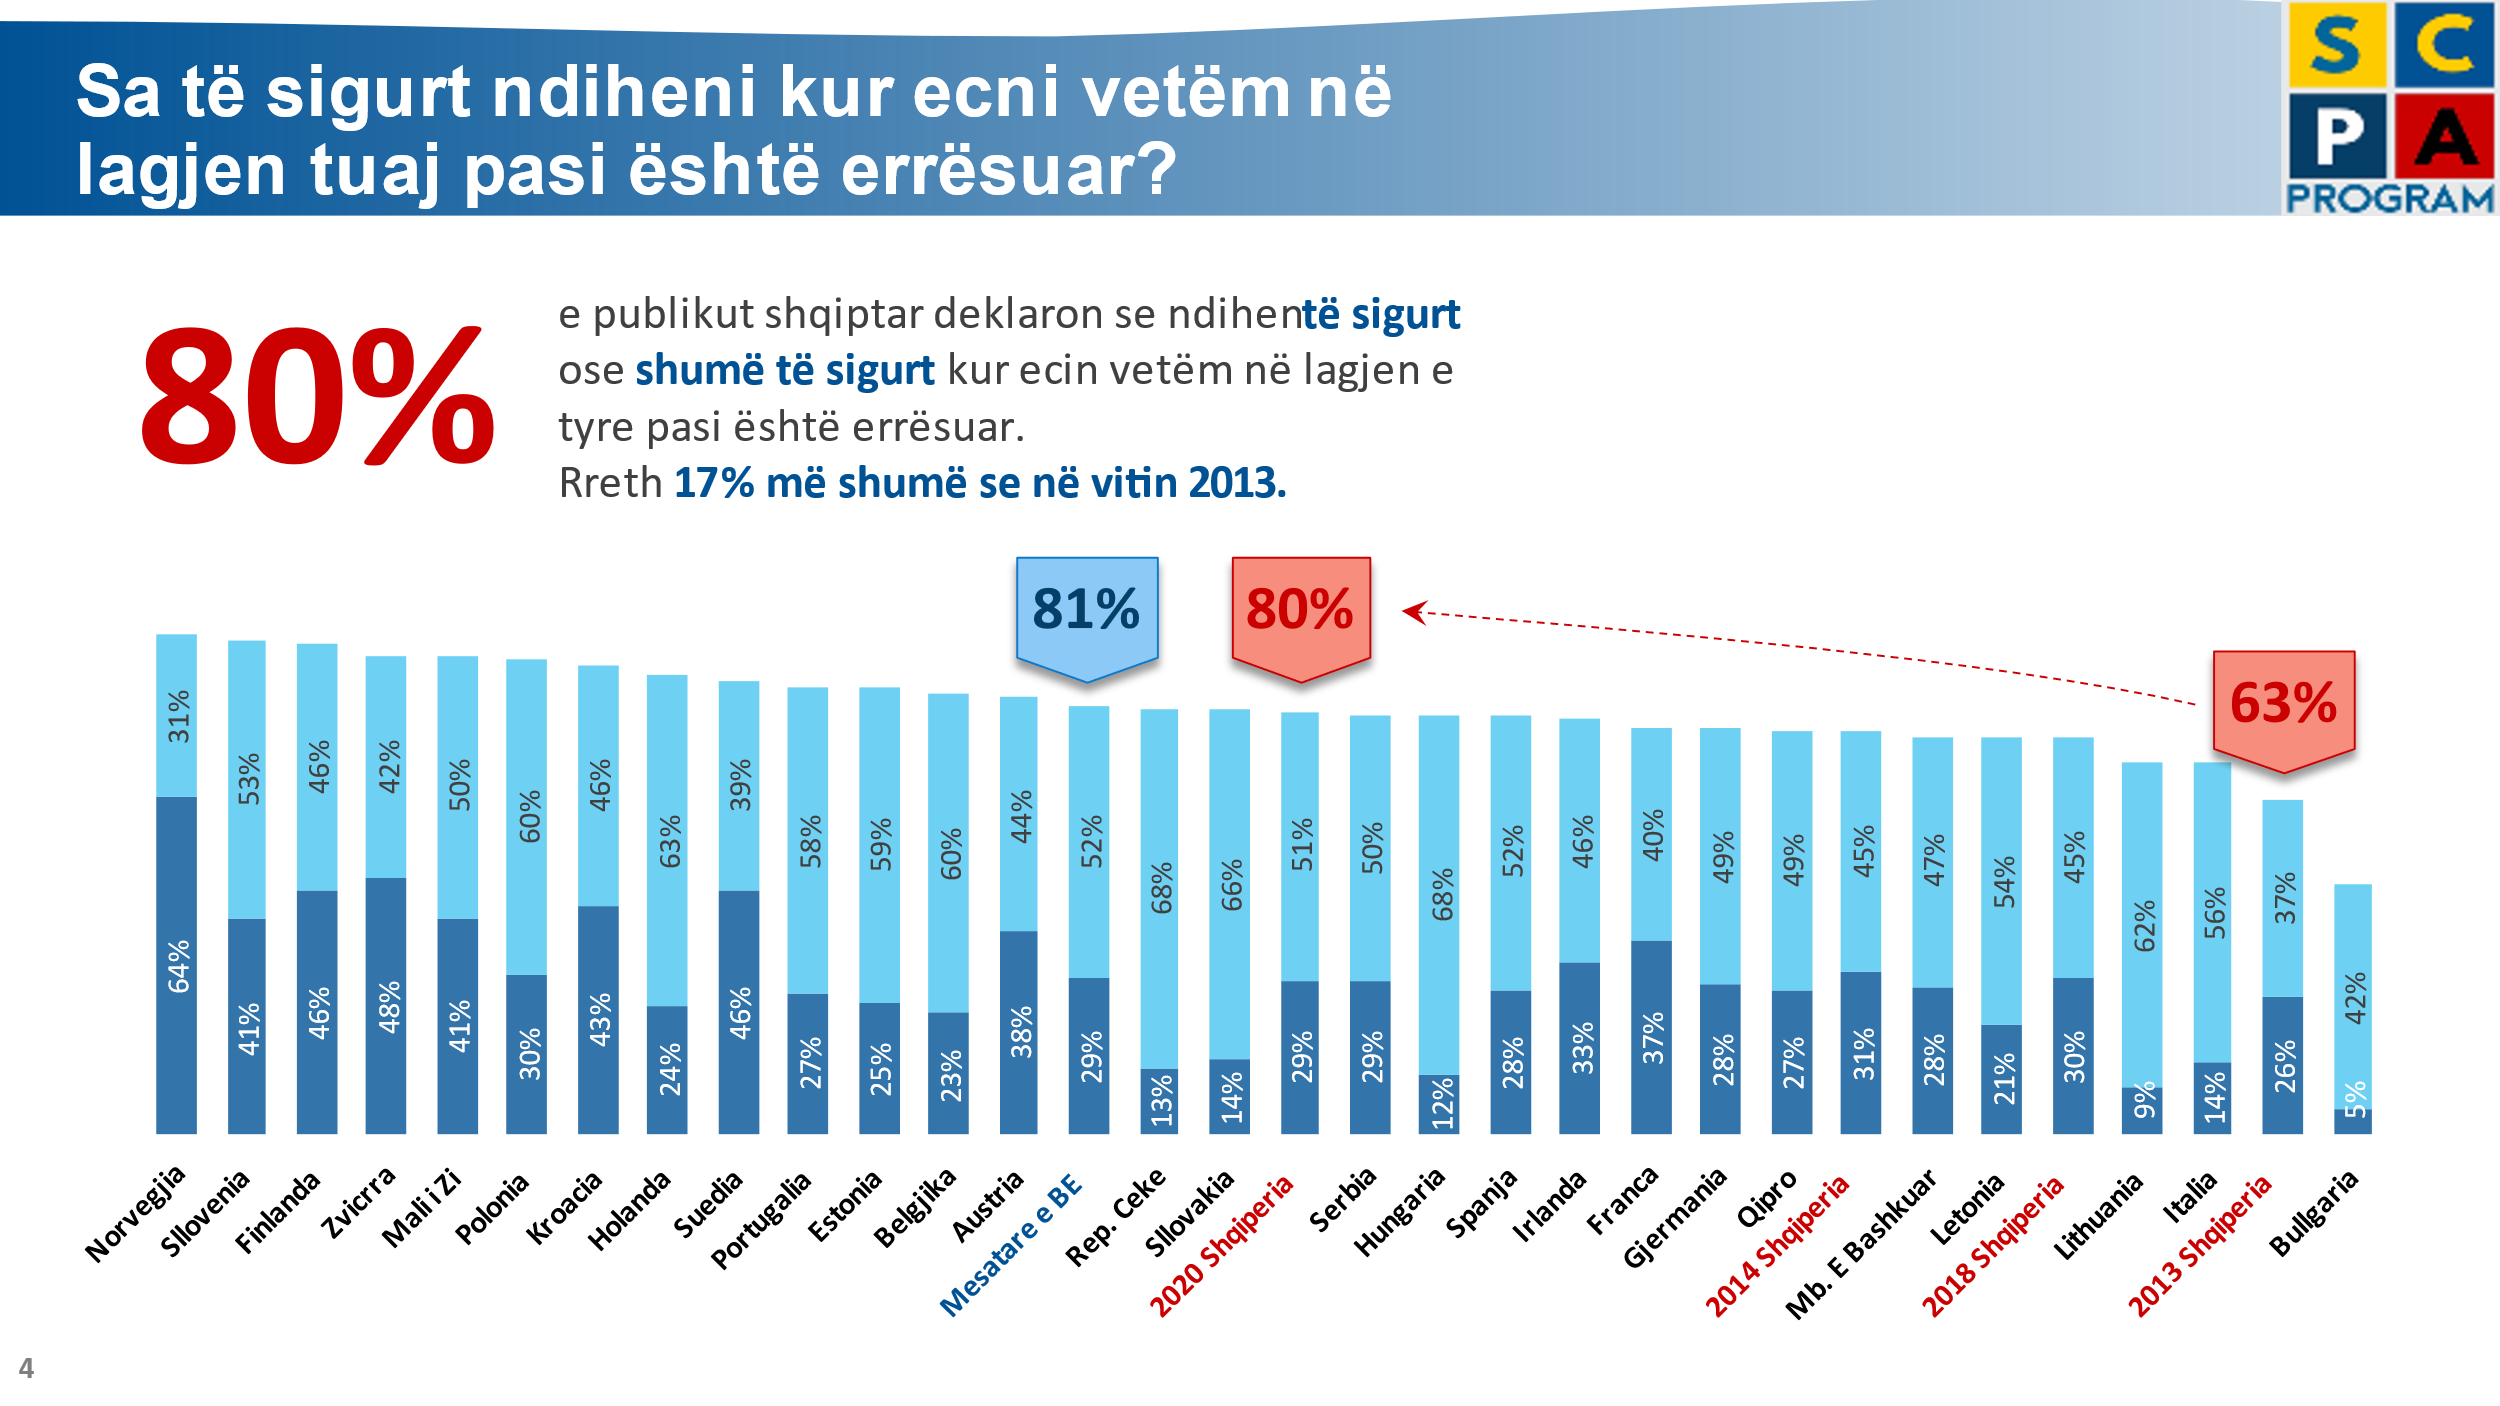 Sa të sigurt ndiheni kur ecni vetëm në
lagjen tuaj pasi është errësuar?
S C
P A
PROGRAM
80%
e publikut shqiptar deklaron se ndihen të sigurt
ose shumë të sigurt kur ecin vetëm në lagjen e
tyre pasi është errësuar.
Rreth 17% më shumë se në vitin 2013.
81%
80%
63%
31%
53%
46%
42%
50%
60%
46%
63%
39%
58%
59%
60%
44%
52%
68%
66%
51%
50%
68%
52%
46%
40%
49%
49%
45%
47%
54%
45%
62%
56%
37%
42%
64%
41%
46%
48%
41%
30%
43%
24%
46%
27%
25%
23%
38%
29%
13%
14%
29%
29%
12%
28%
33%
37%
28%
27%
31%
28%
21%
30%
9%
14%
26%
5%
Norvegjia
Sllovenia
Finlanda
Zvicrra
Mali i Zi
Polonia
Kroacia
Holanda
Suedia
Portugalia
Estonia
Belgjika
Austria
Mesatare e BE
Rep. Ceke
Sllovakia
2020 Shqiperia
Serbia
Hungaria
Spanja
Irlanda
Franca
Gjermania
Qipro
2014 Shqiperia
Mb. E Bashkuar
Letonia
2018 Shqiperia
Lithuania
Italia
2013 Shqiperia
Bullgaria
4